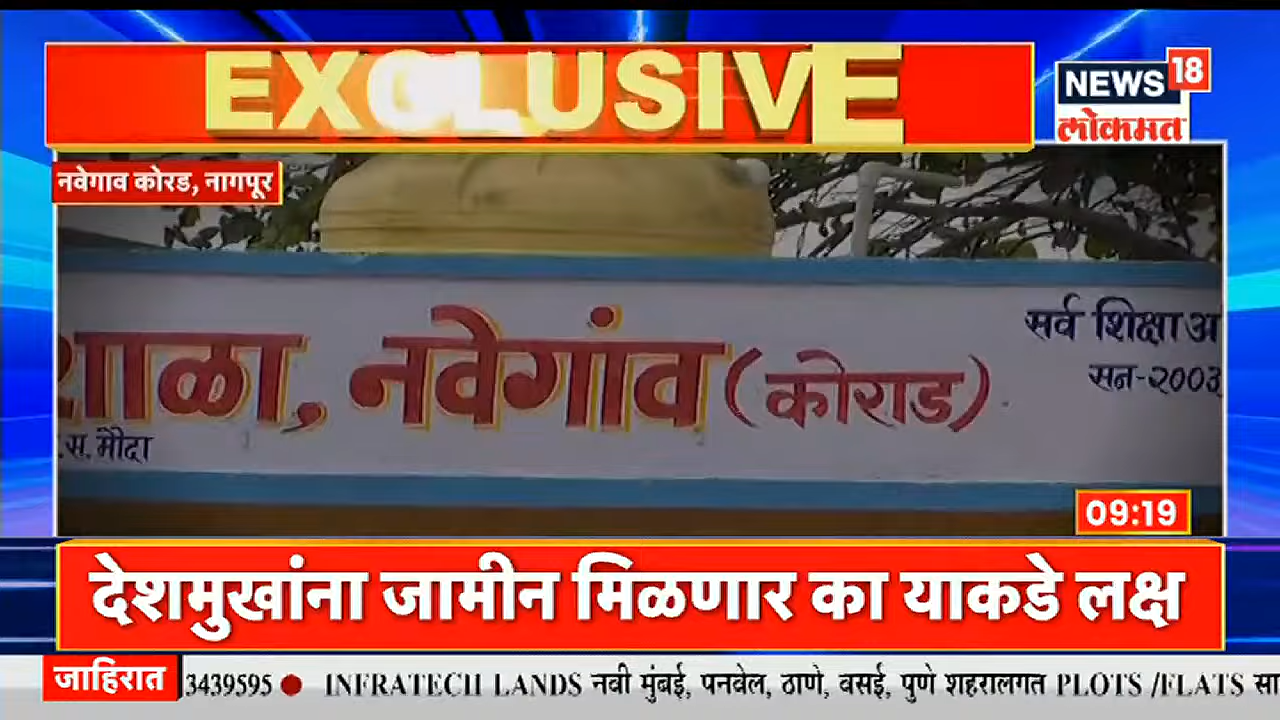 EXCLUSIVE
NEWS 18
लोकमत
नवेगाव कोरड, नागपूर
शाळा, नवेगांव (कोराड)
सर्व शिक्षा अ
सन-२००३
.स. मौदा
09:19
देशमुखांना जामीन मिळणार का याकडे लक्ष
जाहिरात 3439595 ● INFRATECH LANDS नवी मुंबई, पनवेल, ठाणे, वसई, पुणे शहरालगत PLOTS /FLATS सा